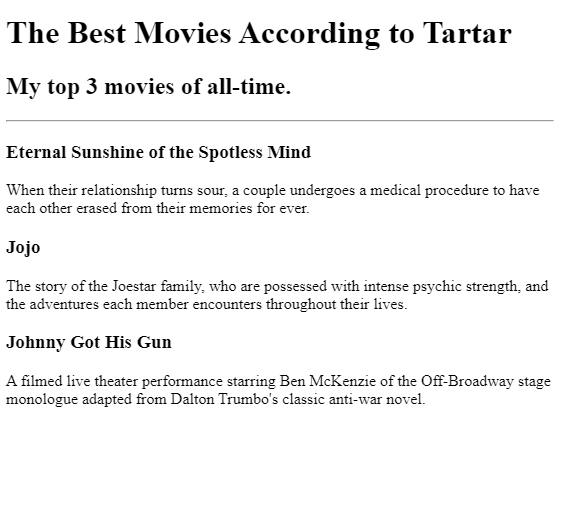 The Best Movies According to Tartar
My top 3 movies of all-time.
Eternal Sunshine of the Spotless Mind
When their relationship turns sour, a couple undergoes a medical procedure to have
each other erased from their memories for ever.
Jojo
The story of the Joestar family, who are possessed with intense psychic strength, and
the adventures each member encounters throughout their lives.
Johnny Got His Gun
A filmed live theater performance starring Ben McKenzie of the Off-Broadway stage
monologue adapted from Dalton Trumbo's classic anti-war novel.